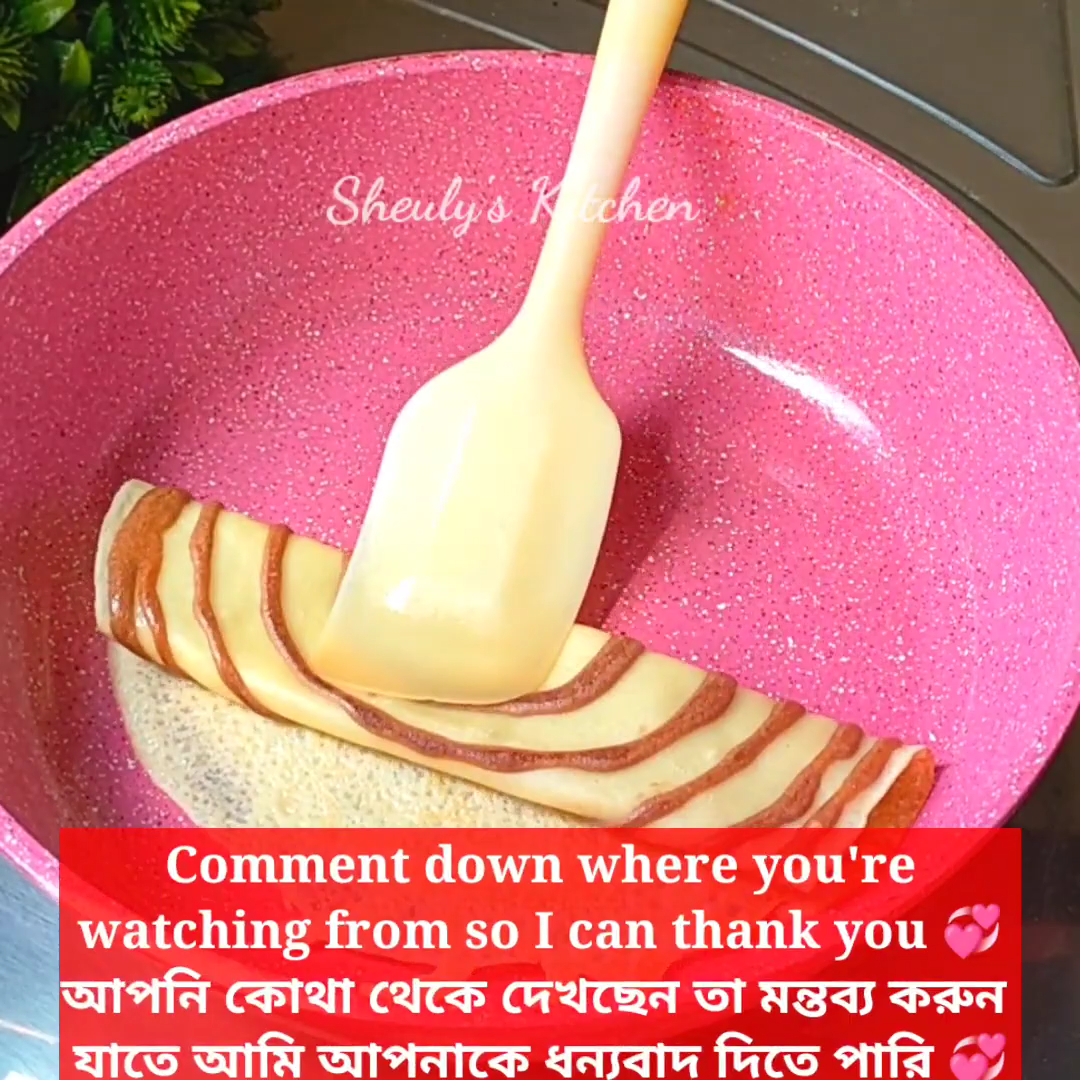 Sheuly's Kitchen
Comment down where you're
watching from so I can thank you 💞
আপনি কোথা থেকে দেখছেন তা মন্তব্য করুন
যাতে আমি আপনাকে ধন্যবাদ দিতে পারি 💞